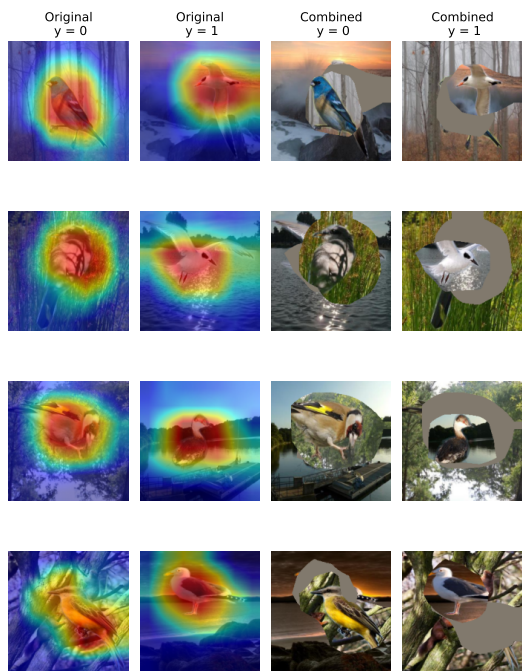 Original
y = 0
Original
y = 1
Combined
y = 0
Combined
y = 1